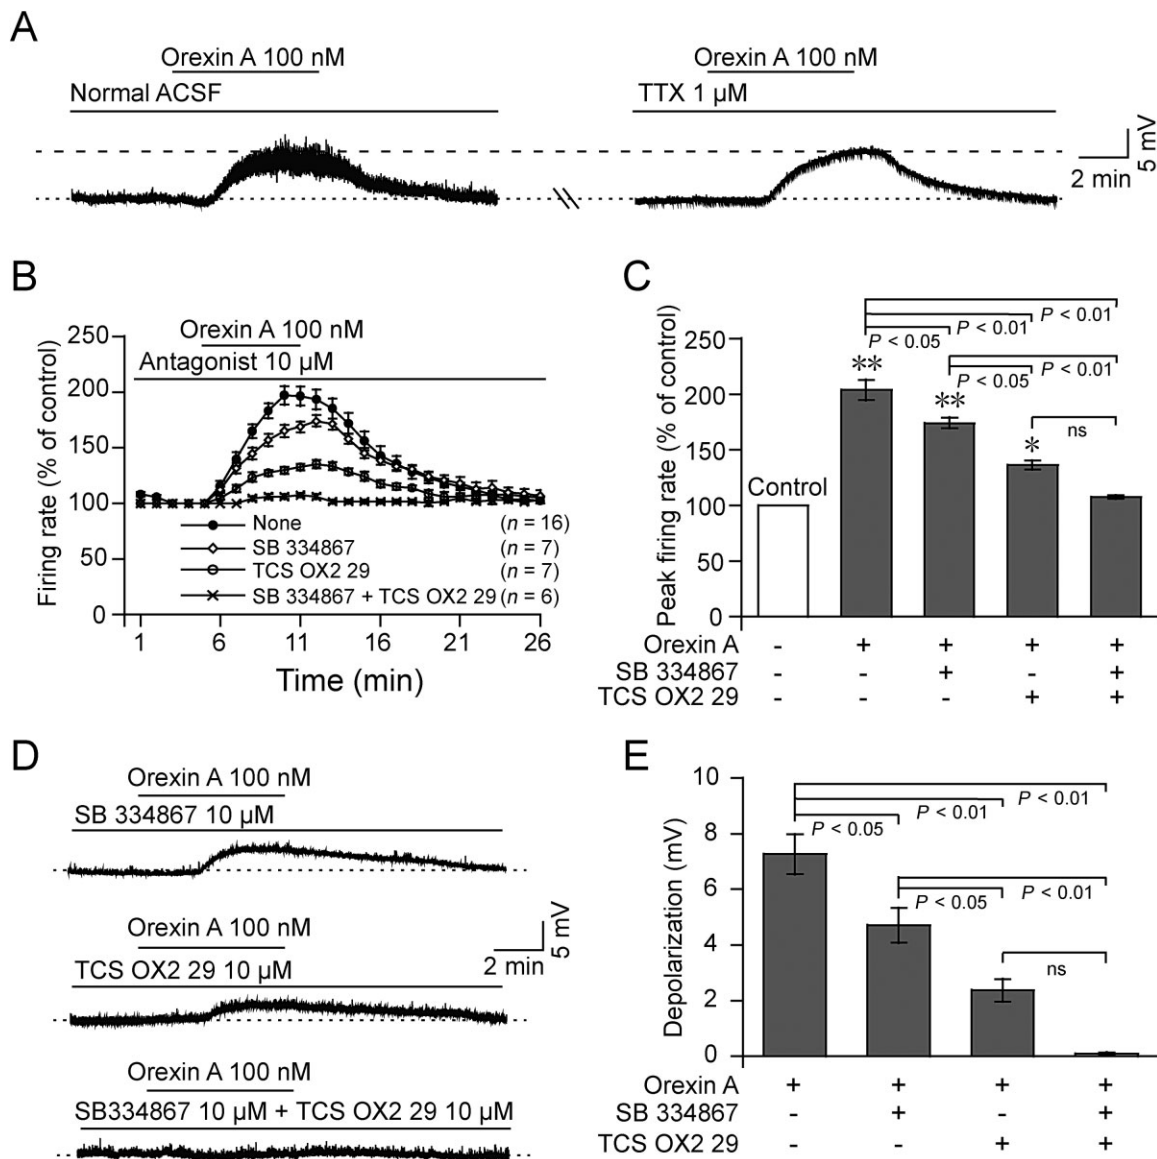 A
Orexin A 100 nM
Normal ACSF
Orexin A 100 nM
TTX 1 µM
5 mV
2 min
B
Orexin A 100 nM
Antagonist 10 µM
Firing rate (% of control)
250
200
150
100
50
0
None (n = 16)
SB 334867 (n = 7)
TCS OX2 29 (n = 7)
SB 334867 + TCS OX2 29 (n = 6)
1 6 11 16 21 26
Time (min)
C
Peak firing rate (% of control)
250
200
150
100
50
0
P < 0.01
P < 0.01
P < 0.05
P < 0.01
P < 0.05
ns
**
**
*
Control
Orexin A - + + + +
SB 334867 - - + - +
TCS OX2 29 - - - + +
D
Orexin A 100 nM
SB 334867 10 µM
Orexin A 100 nM
TCS OX2 29 10 µM
5 mV
2 min
Orexin A 100 nM
SB334867 10 µM + TCS OX2 29 10 µM
E
Depolarization (mV)
10
8
6
4
2
0
P < 0.01
P < 0.01
P < 0.05
P < 0.01
P < 0.05
ns
Orexin A + + + +
SB 334867 - + - +
TCS OX2 29 - - + +